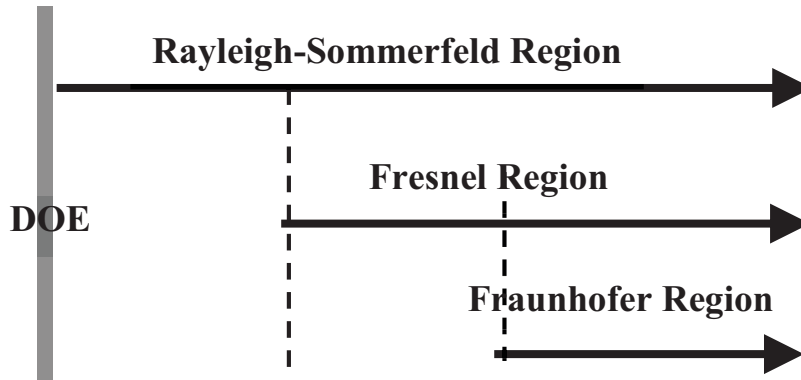 Rayleigh-Sommerfeld Region
Fresnel Region
DOE
Fraunhofer Region